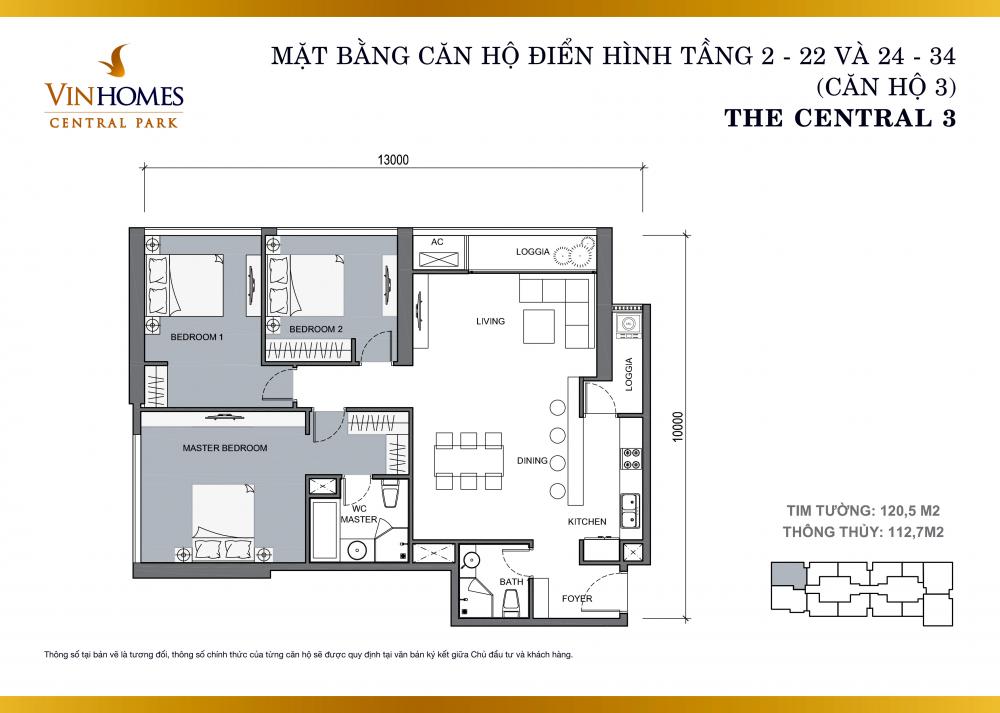 VINHOMES
CENTRAL PARK
MẶT BẰNG CĂN HỘ ĐIỂN HÌNH TẦNG 2 - 22 VÀ 24 - 34
(CĂN HỘ 3)
THE CENTRAL 3
13000
AC
LOGGIA
LIVING
BEDROOM 2
BEDROOM 1
LOGGIA
10000
MASTER BEDROOM
DINING
WC
MASTER
KITCHEN
BATH
FOYER
TIM TƯỜNG: 120,5 M2
THÔNG THỦY: 112,7M2
Thông số tại bản vẽ là tương đối, thông số chính thức của từng căn hộ sẽ được quy định tại văn bản ký kết giữa Chủ đầu tư và khách hàng.